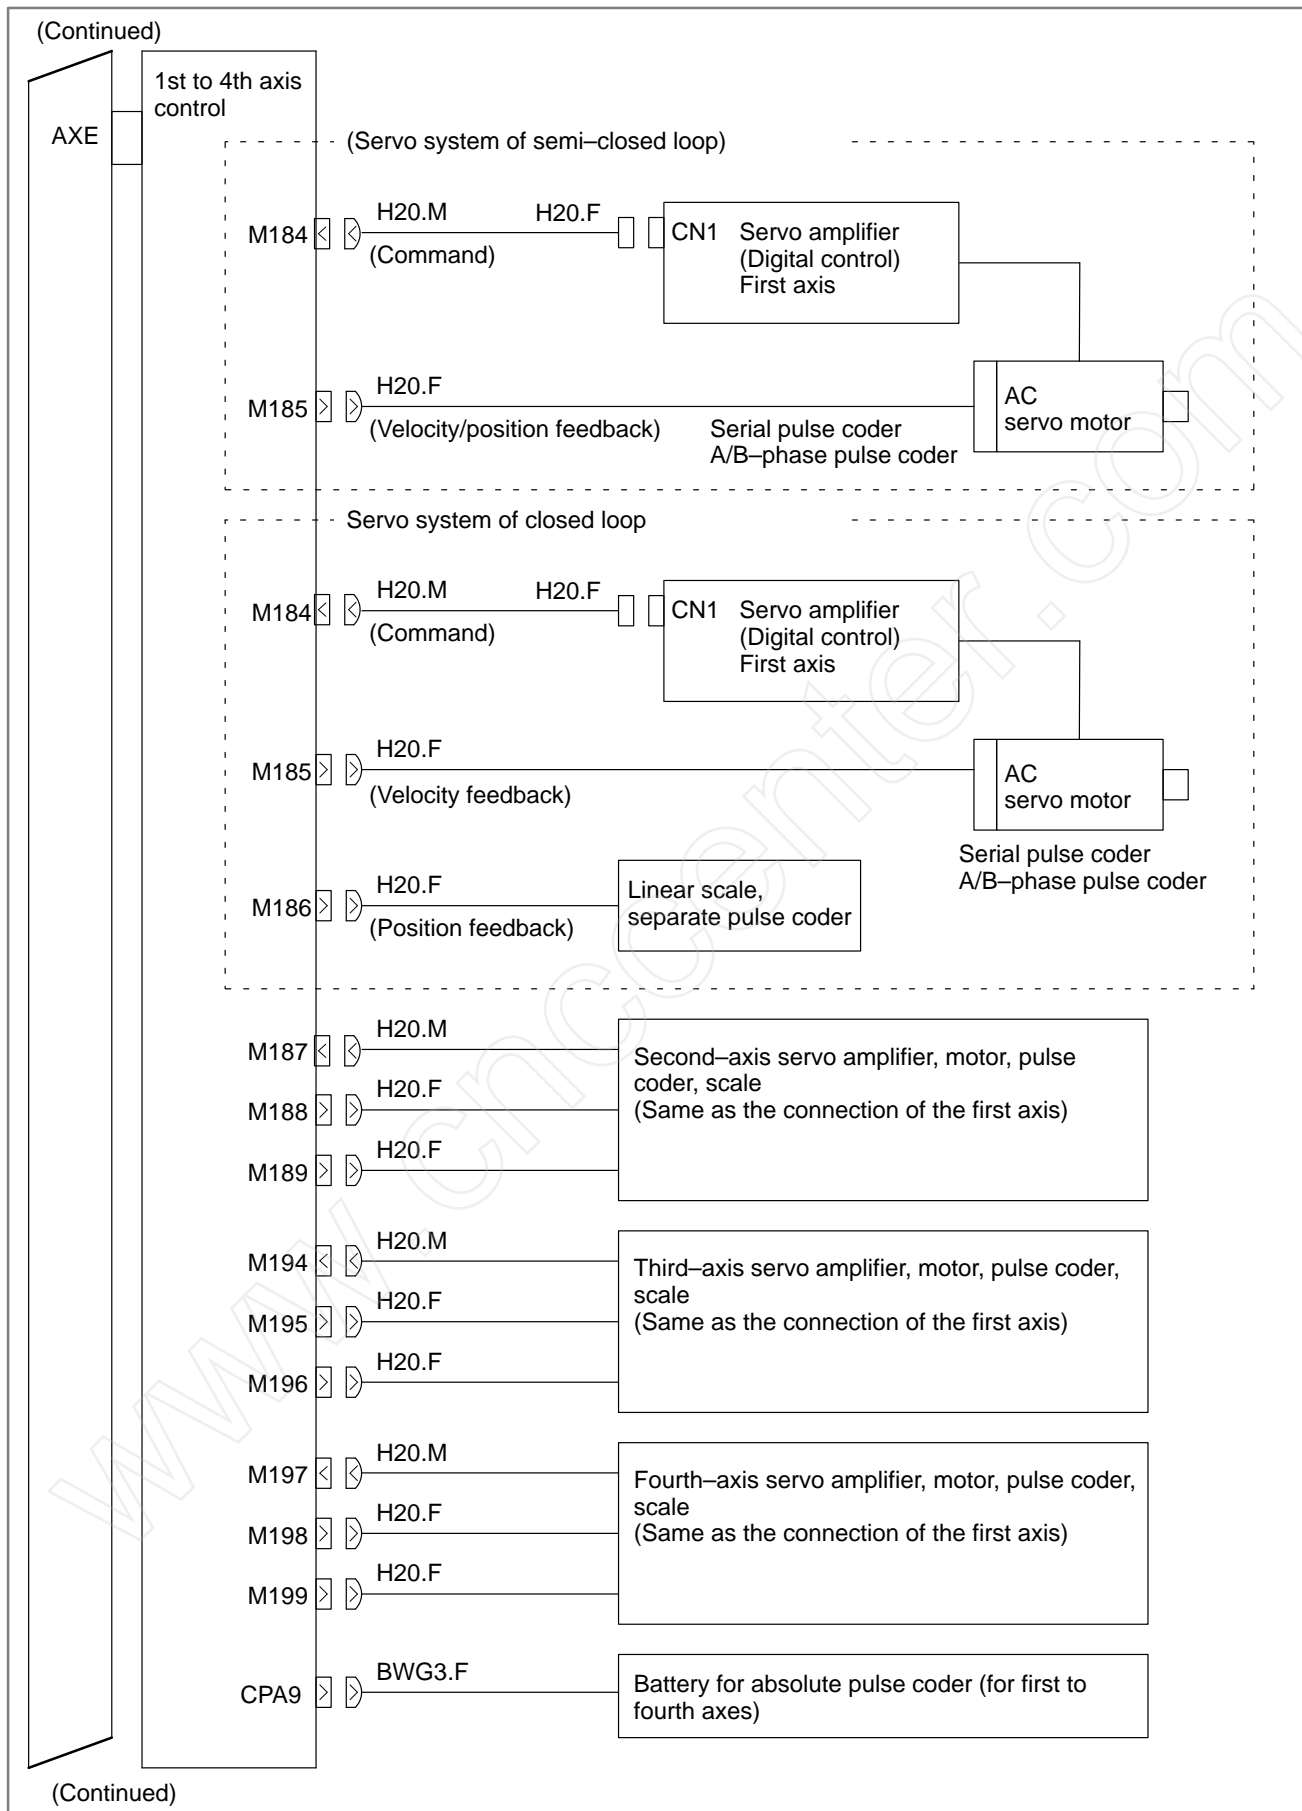 (Continued)
1st to 4th axis
control
AXE
(Servo system of semi–closed loop)
M184
H20.M
H20.F
(Command)
CN1
Servo amplifier
(Digital control)
First axis
M185
H20.F
(Velocity/position feedback)
Serial pulse coder
A/B–phase pulse coder
AC
servo motor
Servo system of closed loop
M184
H20.M
H20.F
(Command)
CN1
Servo amplifier
(Digital control)
First axis
M185
H20.F
(Velocity feedback)
AC
servo motor
Serial pulse coder
A/B–phase pulse coder
M186
H20.F
(Position feedback)
Linear scale,
separate pulse coder
M187
H20.M
M188
H20.F
M189
H20.F
Second–axis servo amplifier, motor, pulse
coder, scale
(Same as the connection of the first axis)
M194
H20.M
M195
H20.F
M196
H20.F
Third–axis servo amplifier, motor, pulse coder,
scale
(Same as the connection of the first axis)
M197
H20.M
M198
H20.F
M199
H20.F
Fourth–axis servo amplifier, motor, pulse coder,
scale
(Same as the connection of the first axis)
CPA9
BWG3.F
Battery for absolute pulse coder (for first to
fourth axes)
(Continued)
www.cnccenter.com